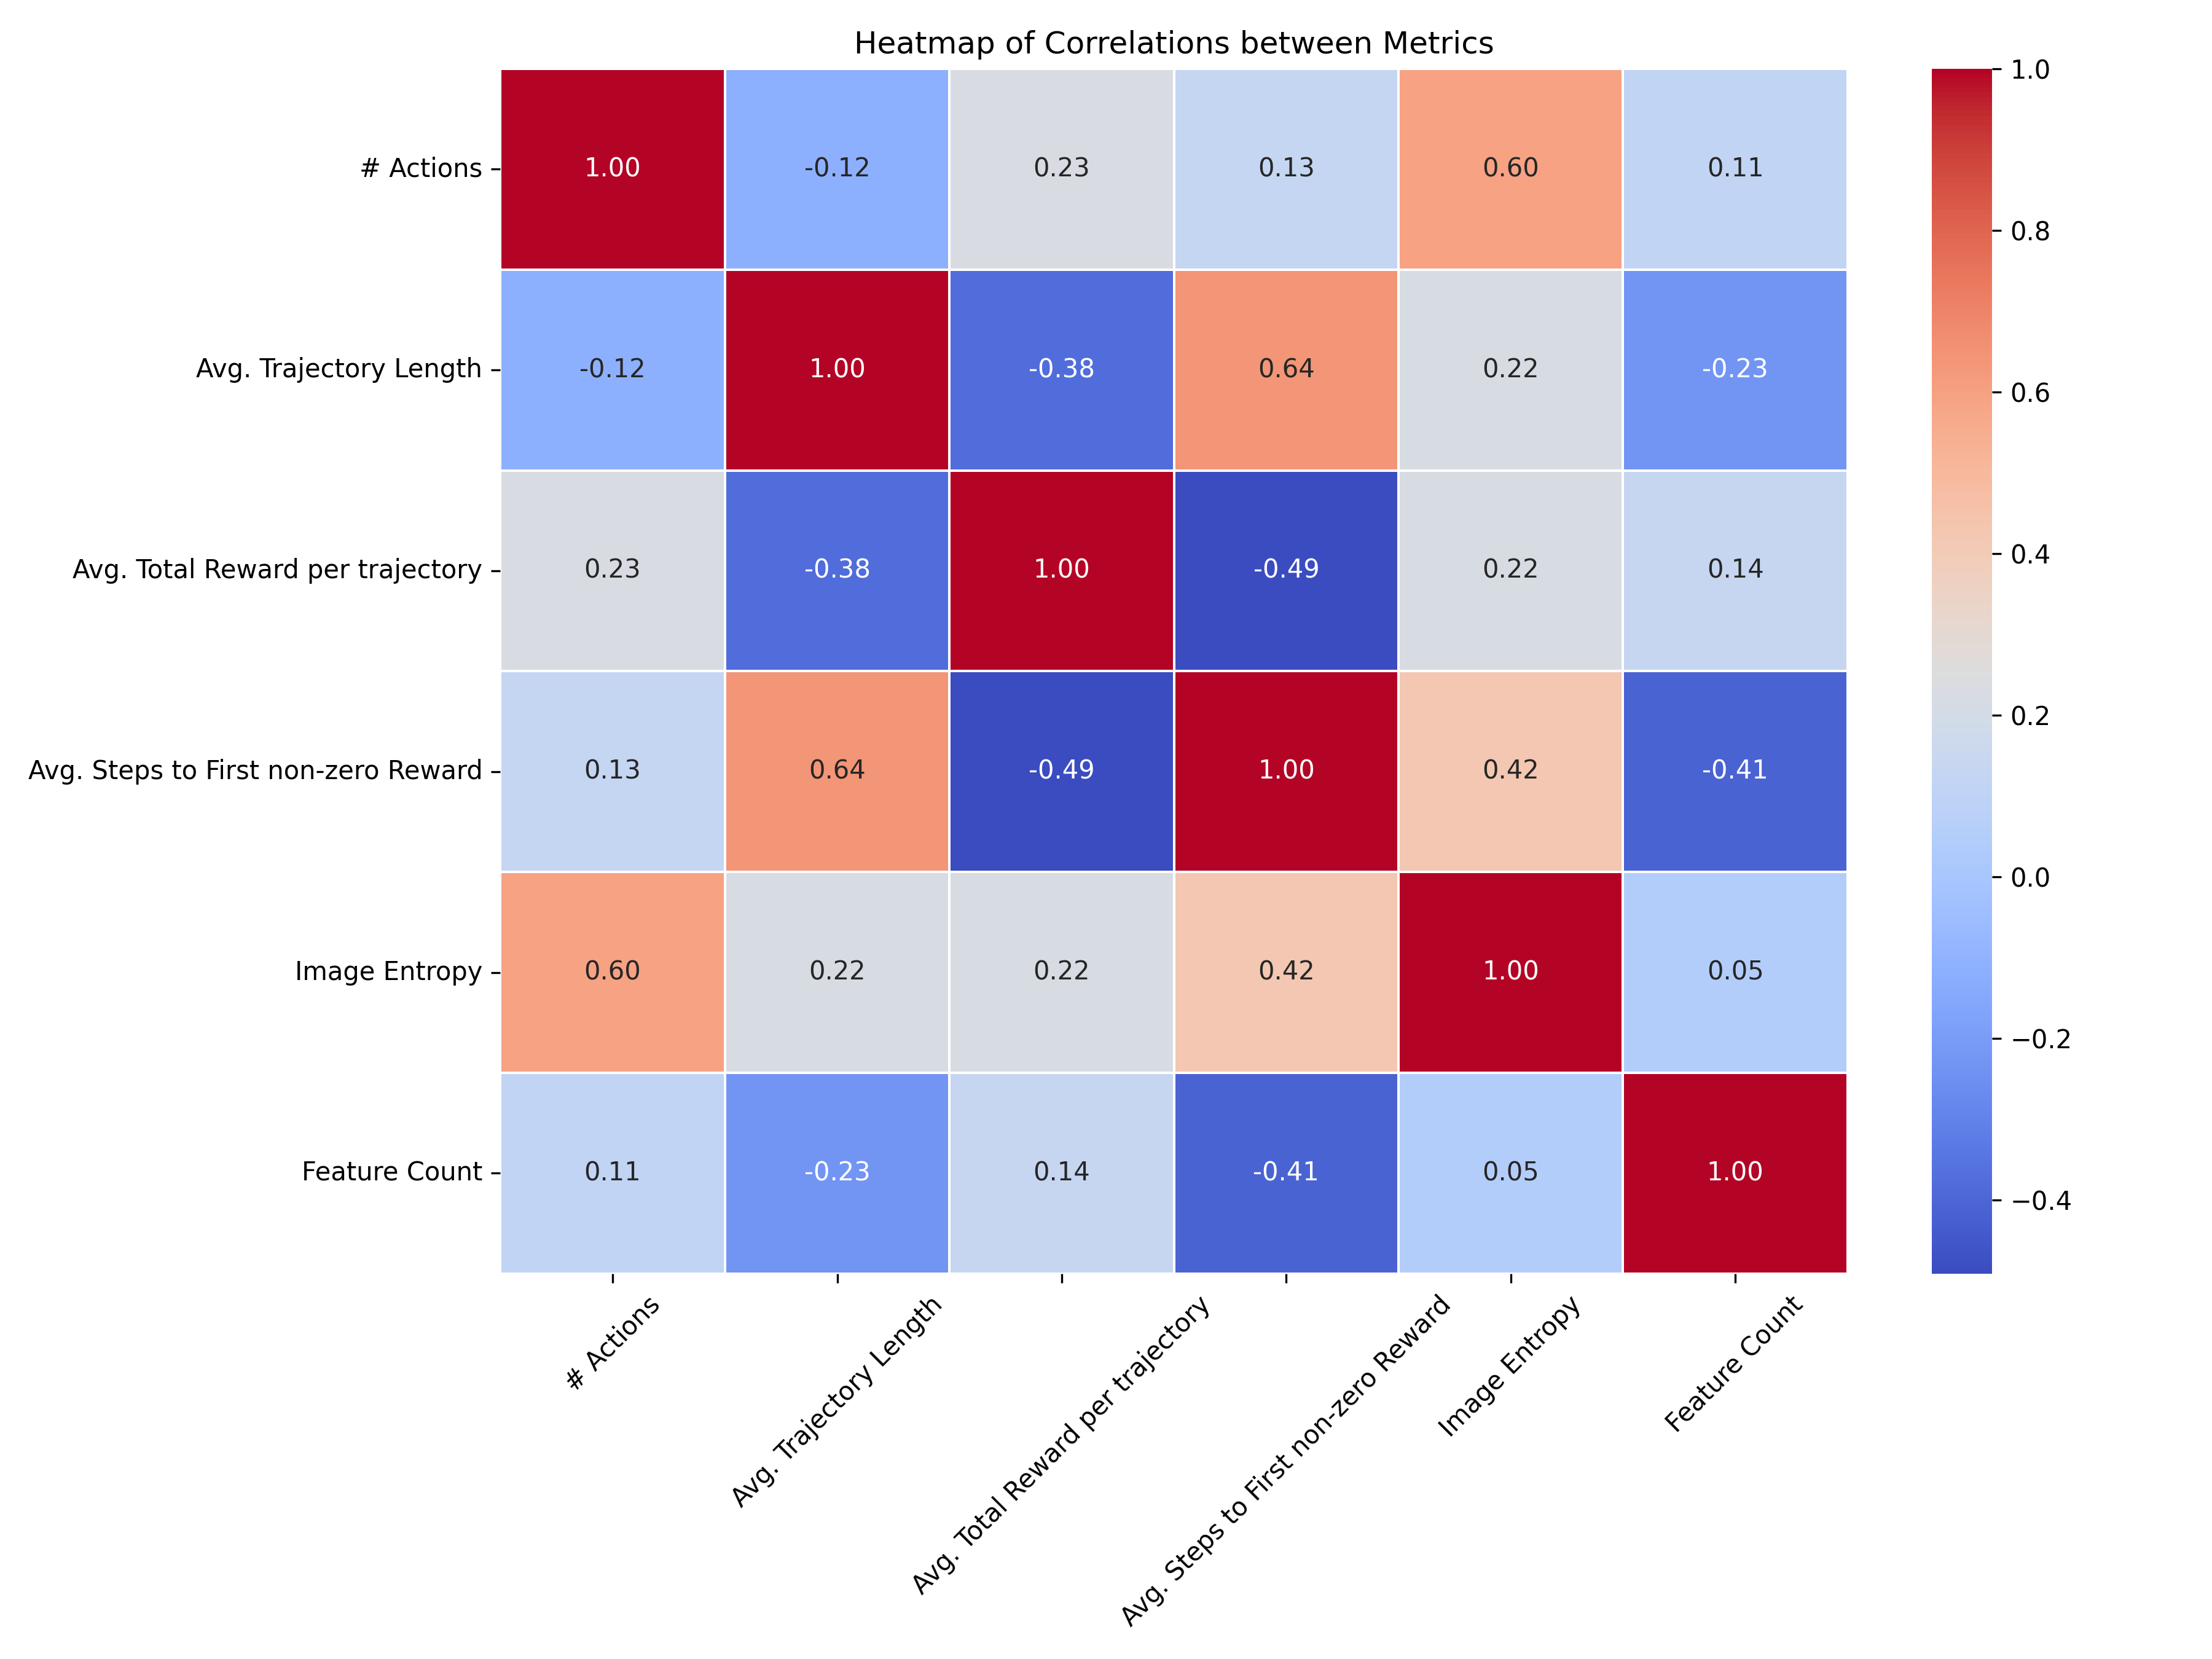 Heatmap of Correlations between Metrics
# Actions 1.00 -0.12 0.23 0.13 0.60 0.11
Avg. Trajectory Length -0.12 1.00 -0.38 0.64 0.22 -0.23
Avg. Total Reward per trajectory 0.23 -0.38 1.00 -0.49 0.22 0.14
Avg. Steps to First non-zero Reward 0.13 0.64 -0.49 1.00 0.42 -0.41
Image Entropy 0.60 0.22 0.22 0.42 1.00 0.05
Feature Count 0.11 -0.23 0.14 -0.41 0.05 1.00
# Actions
Avg. Trajectory Length
Avg. Total Reward per trajectory
Avg. Steps to First non-zero Reward
Image Entropy
Feature Count
1.0
0.8
0.6
0.4
0.2
0.0
−0.2
−0.4